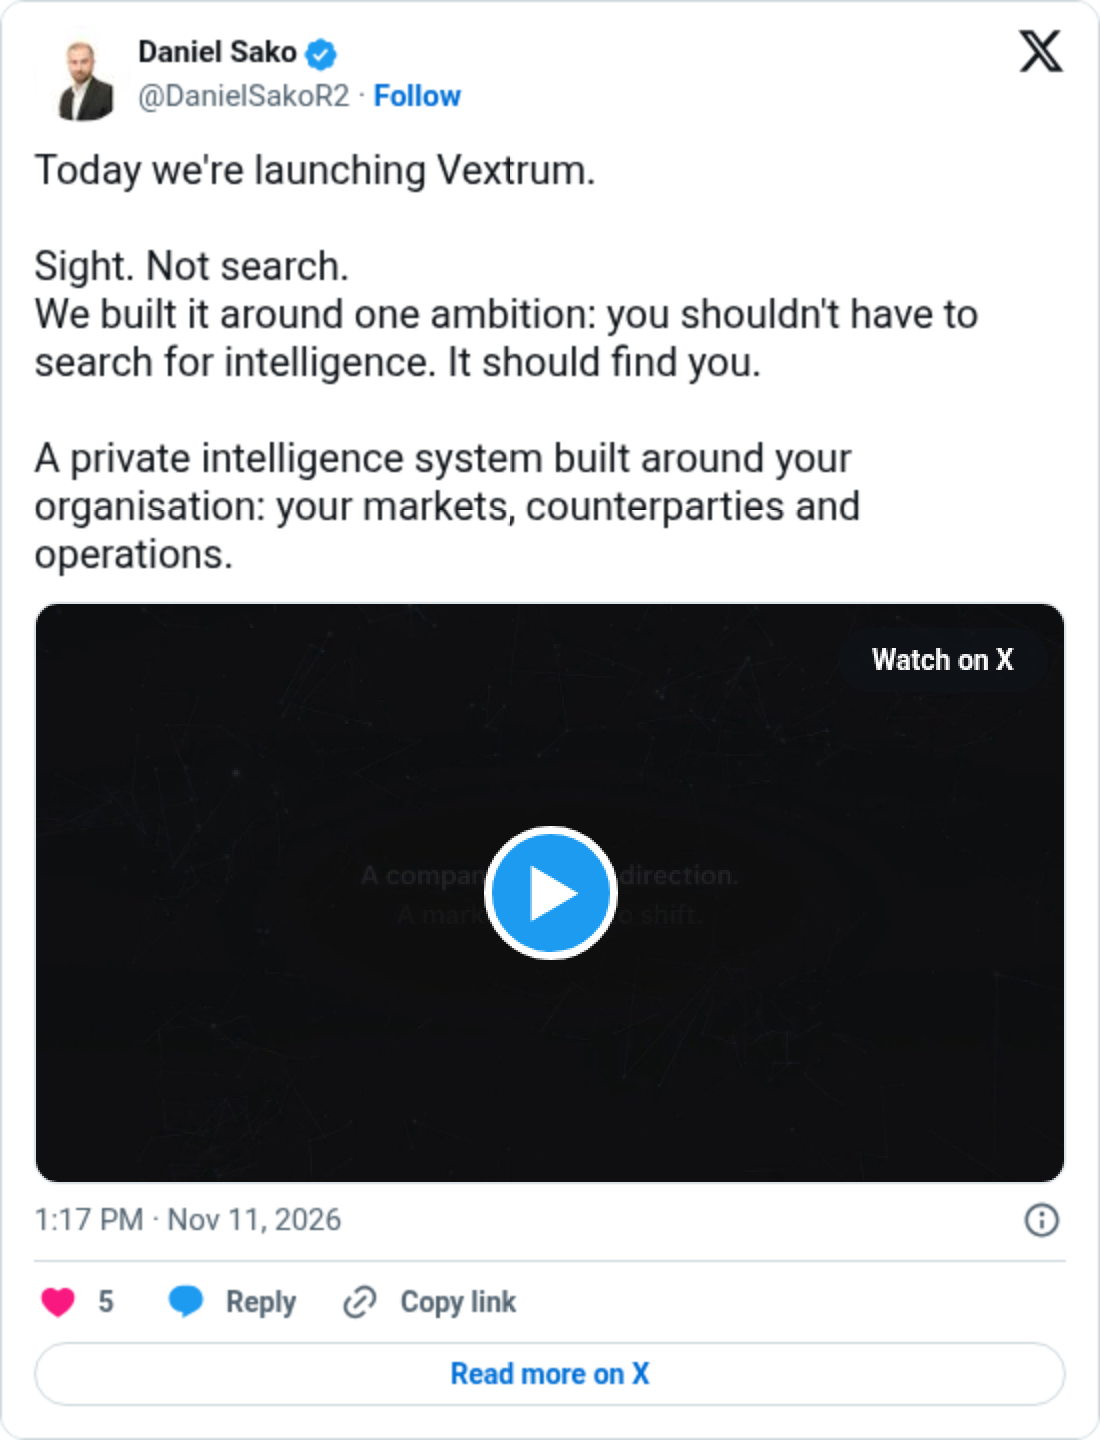 Daniel Sako
@DanielSakoR2 · Follow
Today we're launching Vextrum.
Sight. Not search.
We built it around one ambition: you shouldn't have to
search for intelligence. It should find you.
A private intelligence system built around your
organisation: your markets, counterparties and
operations.
Watch on X
A compan direction.
A mark o shift.
1:17 PM · Nov 11, 2026
5 Reply Copy link
Read more on X